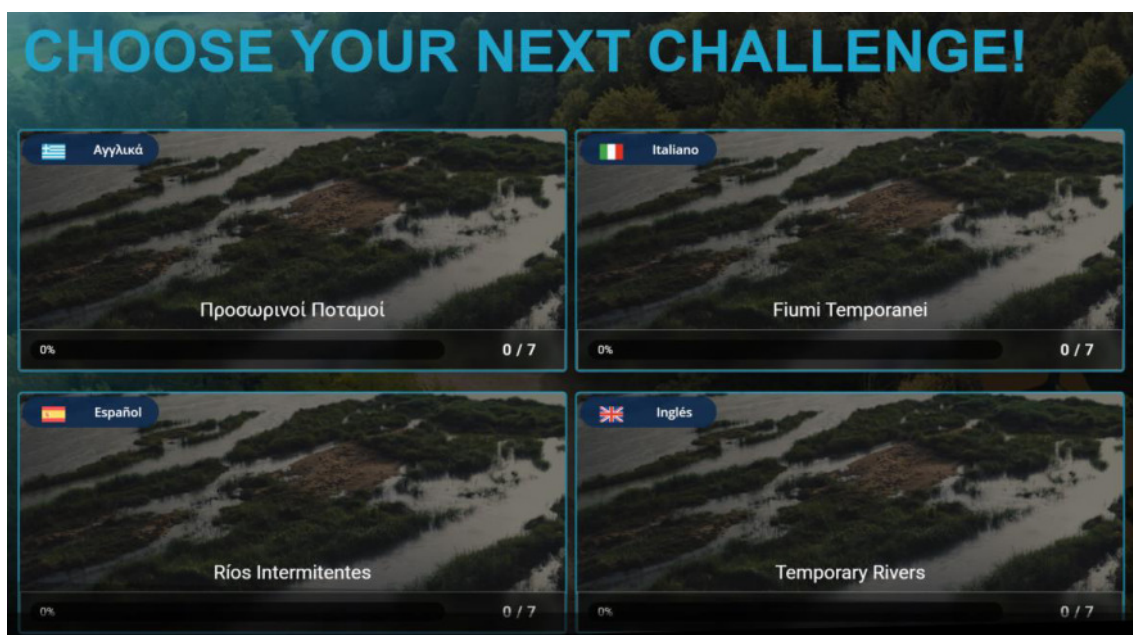 CHOOSE YOUR NEXT CHALLENGE!
Αγγλικά
Italiano
Προσωρινοί Ποταμοί
Fiumi Temporanei
0% 0 / 7
0% 0 / 7
Español
Inglés
Ríos Intermitentes
Temporary Rivers
0% 0 / 7
0% 0 / 7